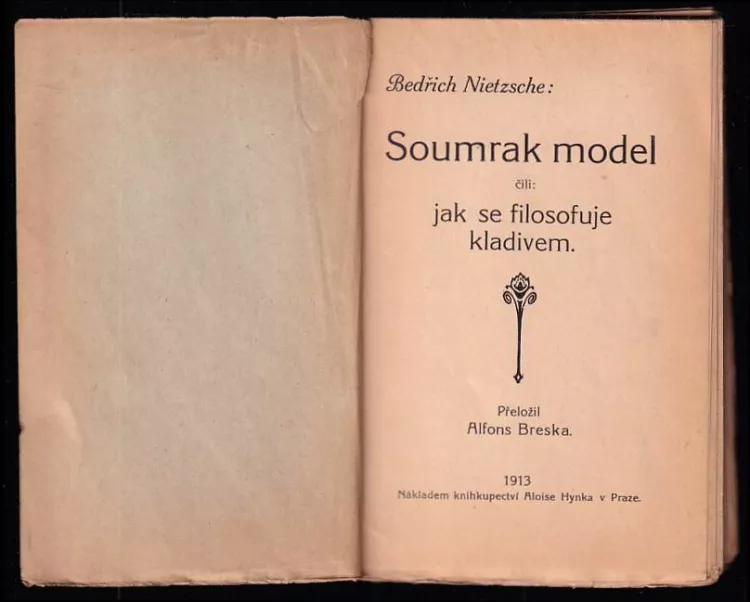 Bedřich Nietzsche:
Soumrak model
čili:
jak se filosofuje
kladivem.
Přeložil
Alfons Breska.
1913
Nákladem knihkupectví Aloise Hynka v Praze.